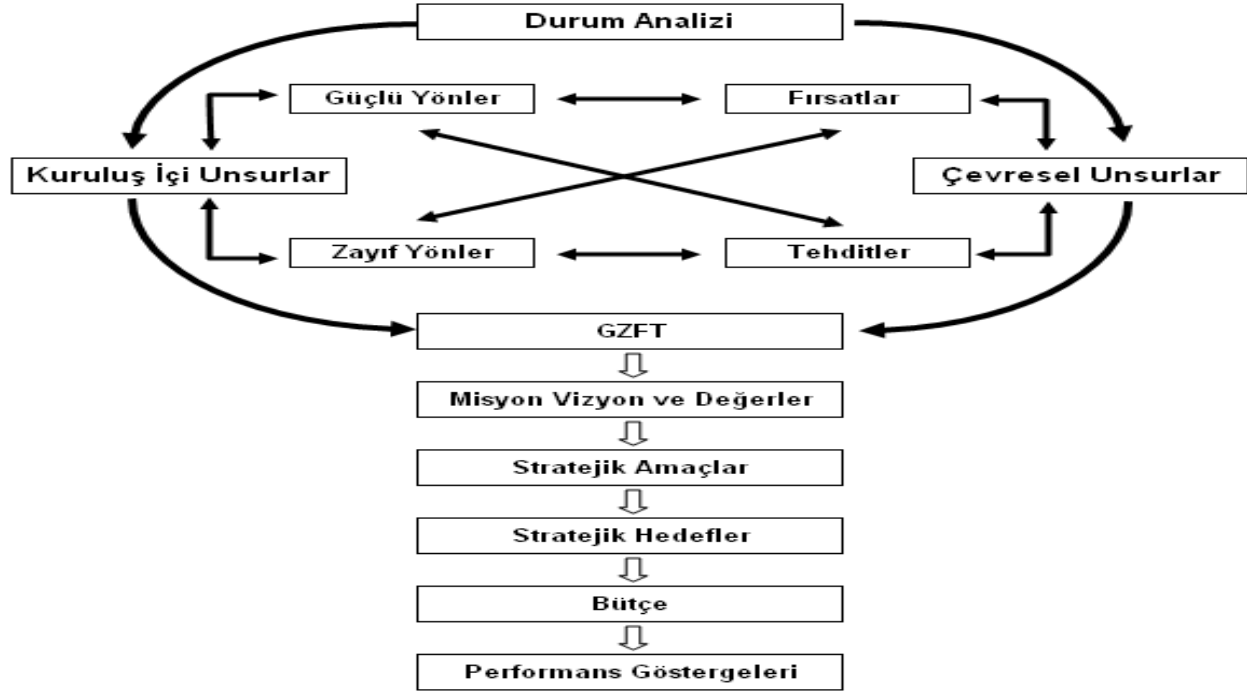 Durum Analizi
Güçlü Yönler
Fırsatlar
Kuruluş İçi Unsurlar
Çevresel Unsurlar
Zayıf Yönler
Tehditler
GZFT
Misyon Vizyon ve Değerler
Stratejik Amaçlar
Stratejik Hedefler
Bütçe
Performans Göstergeleri